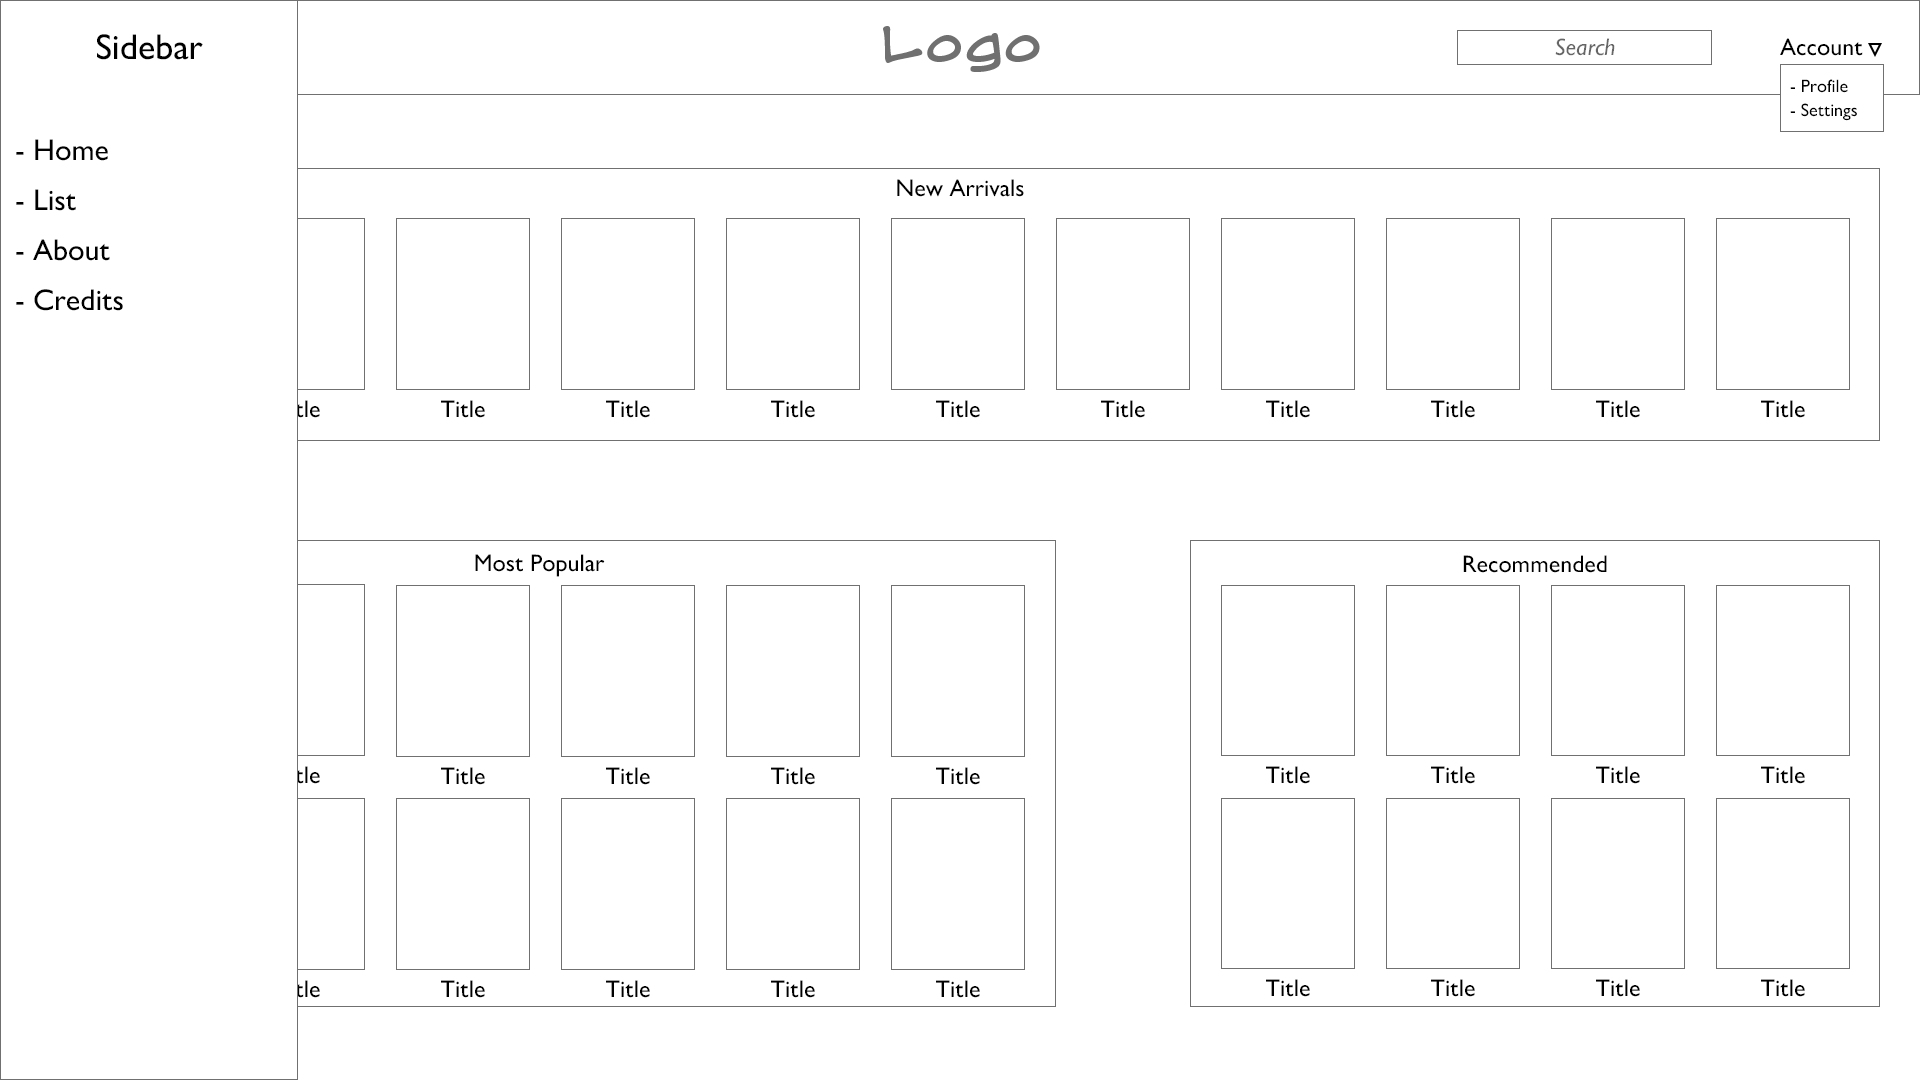 Sidebar
Logo
Search
Account
- Profile
- Settings
- Home
- List
- About
- Credits
New Arrivals
tle Title Title Title Title Title Title Title Title Title
Most Popular
tle Title Title Title Title
tle Title Title Title Title
Recommended
Title Title Title Title
Title Title Title Title